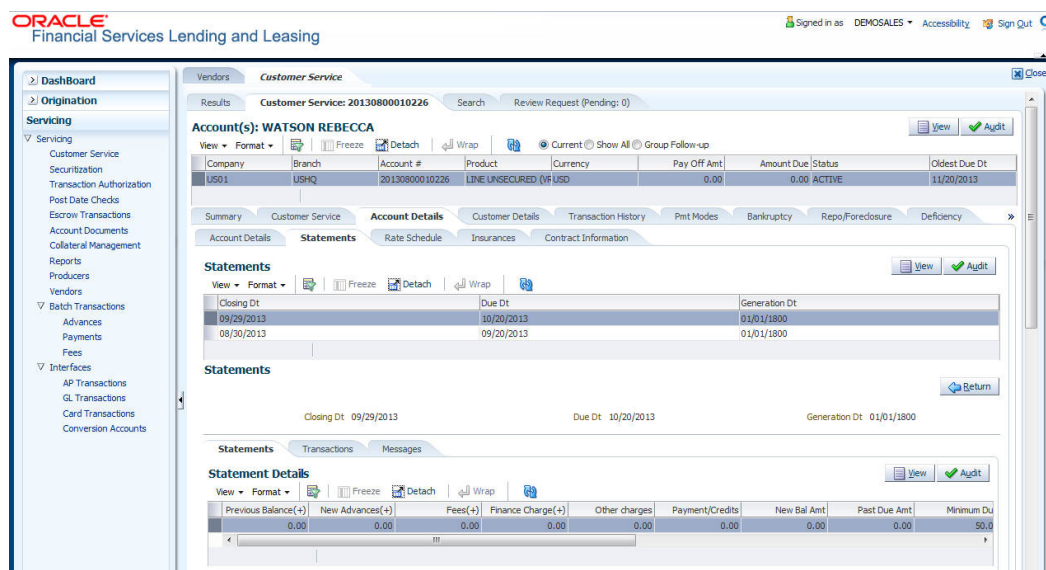 ORACLE
Financial Services Lending and Leasing
Signed in as DEMOSALES Accessibility Sign Out
Close
DashBoard
Origination
Servicing
Servicing
Customer Service
Securitization
Transaction Authorization
Post Date Checks
Escrow Transactions
Account Documents
Collateral Management
Reports
Producers
Vendors
Batch Transactions
Advances
Payments
Fees
Interfaces
AP Transactions
GL Transactions
Card Transactions
Conversion Accounts
Vendors Customer Service
Results Customer Service: 20130800010226 Search Review Request (Pending: 0)
Account(s): WATSON REBECCA
View Audit
View Format Freeze Detach Wrap Current Show All Group Follow-up
Company Branch Account # Product Currency Pay Off Amt Amount Due Status Oldest Due Dt
US01 USHQ 20130800010226 LINE UNSECURED (VR USD 0.00 0.00 ACTIVE 11/20/2013
Summary Customer Service Account Details Customer Details Transaction History Pmt Modes Bankruptcy Repo/Foreclosure Deficiency »
Account Details Statements Rate Schedule Insurances Contract Information
Statements
View Audit
View Format Freeze Detach Wrap
Closing Dt Due Dt Generation Dt
09/29/2013 10/20/2013 01/01/1800
08/30/2013 09/20/2013 01/01/1800
Statements
Return
Closing Dt 09/29/2013 Due Dt 10/20/2013 Generation Dt 01/01/1800
Statements Transactions Messages
Statement Details
View Audit
View Format Freeze Detach Wrap
Previous Balance(+) New Advances(+) Fees(+) Finance Charge(+) Other charges Payment/Credits New Bal Amt Past Due Amt Minimum Du
0.00 0.00 0.00 0.00 0.00 0.00 0.00 0.00 50.0